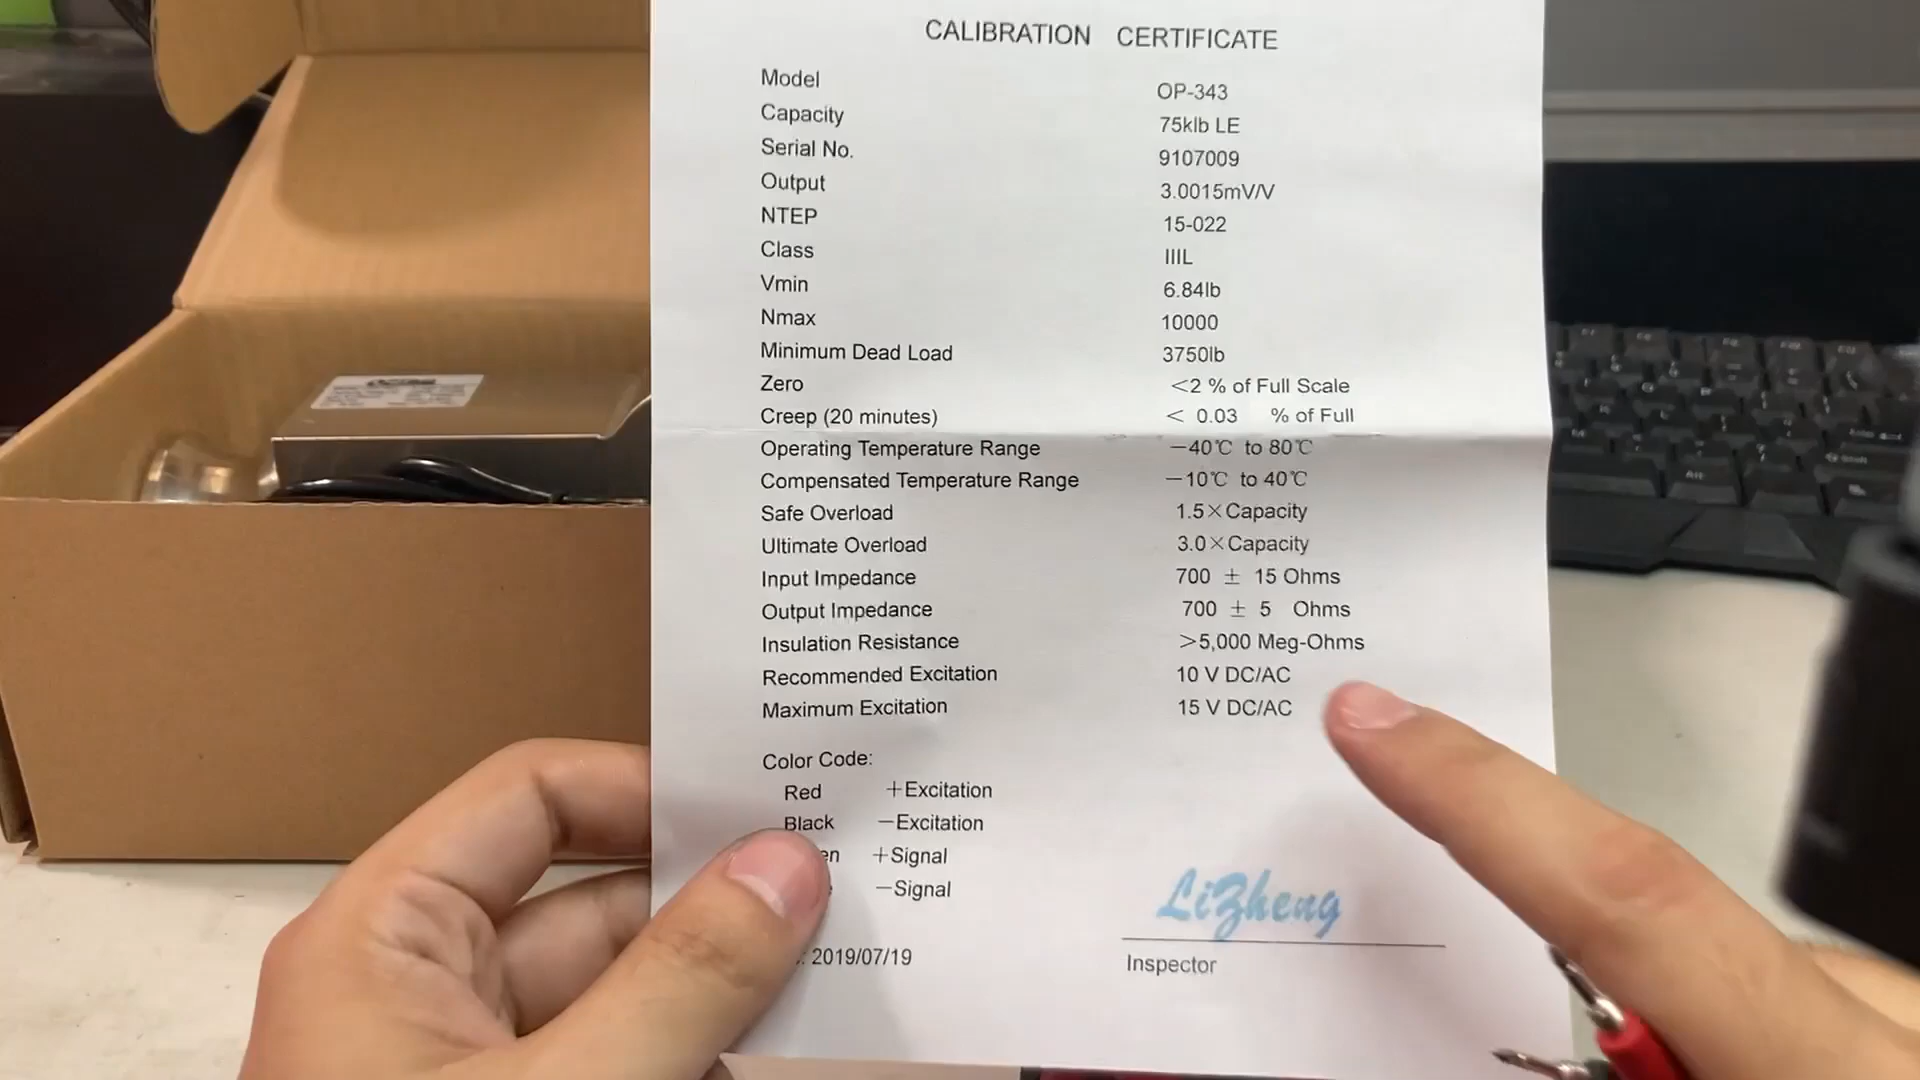 CALIBRATION CERTIFICATE
Model OP-343
Capacity 75klb LE
Serial No. 9107009
Output 3.0015mV/V
NTEP 15-022
Class IIIL
Vmin 6.84lb
Nmax 10000
Minimum Dead Load 3750lb
Zero <2 % of Full Scale
Creep (20 minutes) < 0.03 % of Full
Operating Temperature Range －40℃ to 80℃
Compensated Temperature Range －10℃ to 40℃
Safe Overload 1.5×Capacity
Ultimate Overload 3.0×Capacity
Input Impedance 700 ± 15 Ohms
Output Impedance 700 ± 5 Ohms
Insulation Resistance >5,000 Meg-Ohms
Recommended Excitation 10 V DC/AC
Maximum Excitation 15 V DC/AC
Color Code:
Red +Excitation
Black －Excitation
+Signal
－Signal
LiZheng
2019/07/19
Inspector